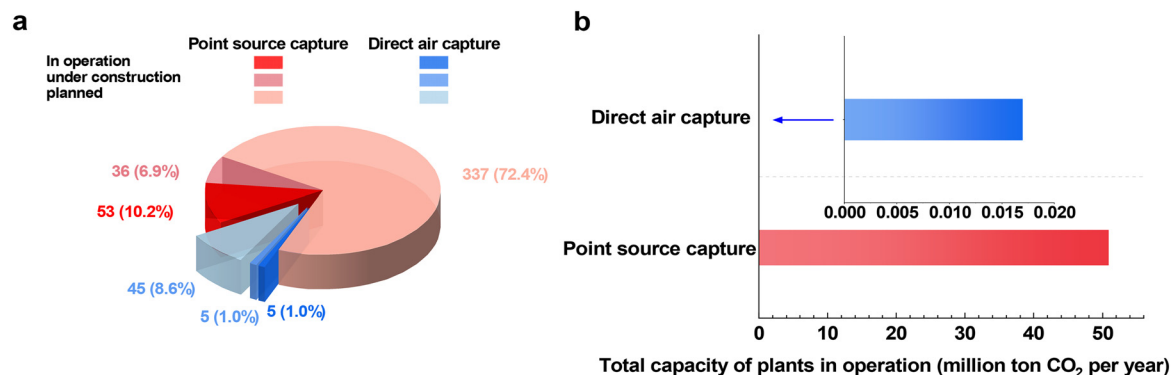 a
Point source capture Direct air capture
In operation
under construction
planned
36 (6.9%)
337 (72.4%)
53 (10.2%)
45 (8.6%)
5 (1.0%)
5 (1.0%)
b
Direct air capture
0.000 0.005 0.010 0.015 0.020
Point source capture
0 10 20 30 40 50
Total capacity of plants in operation (million ton CO₂ per year)